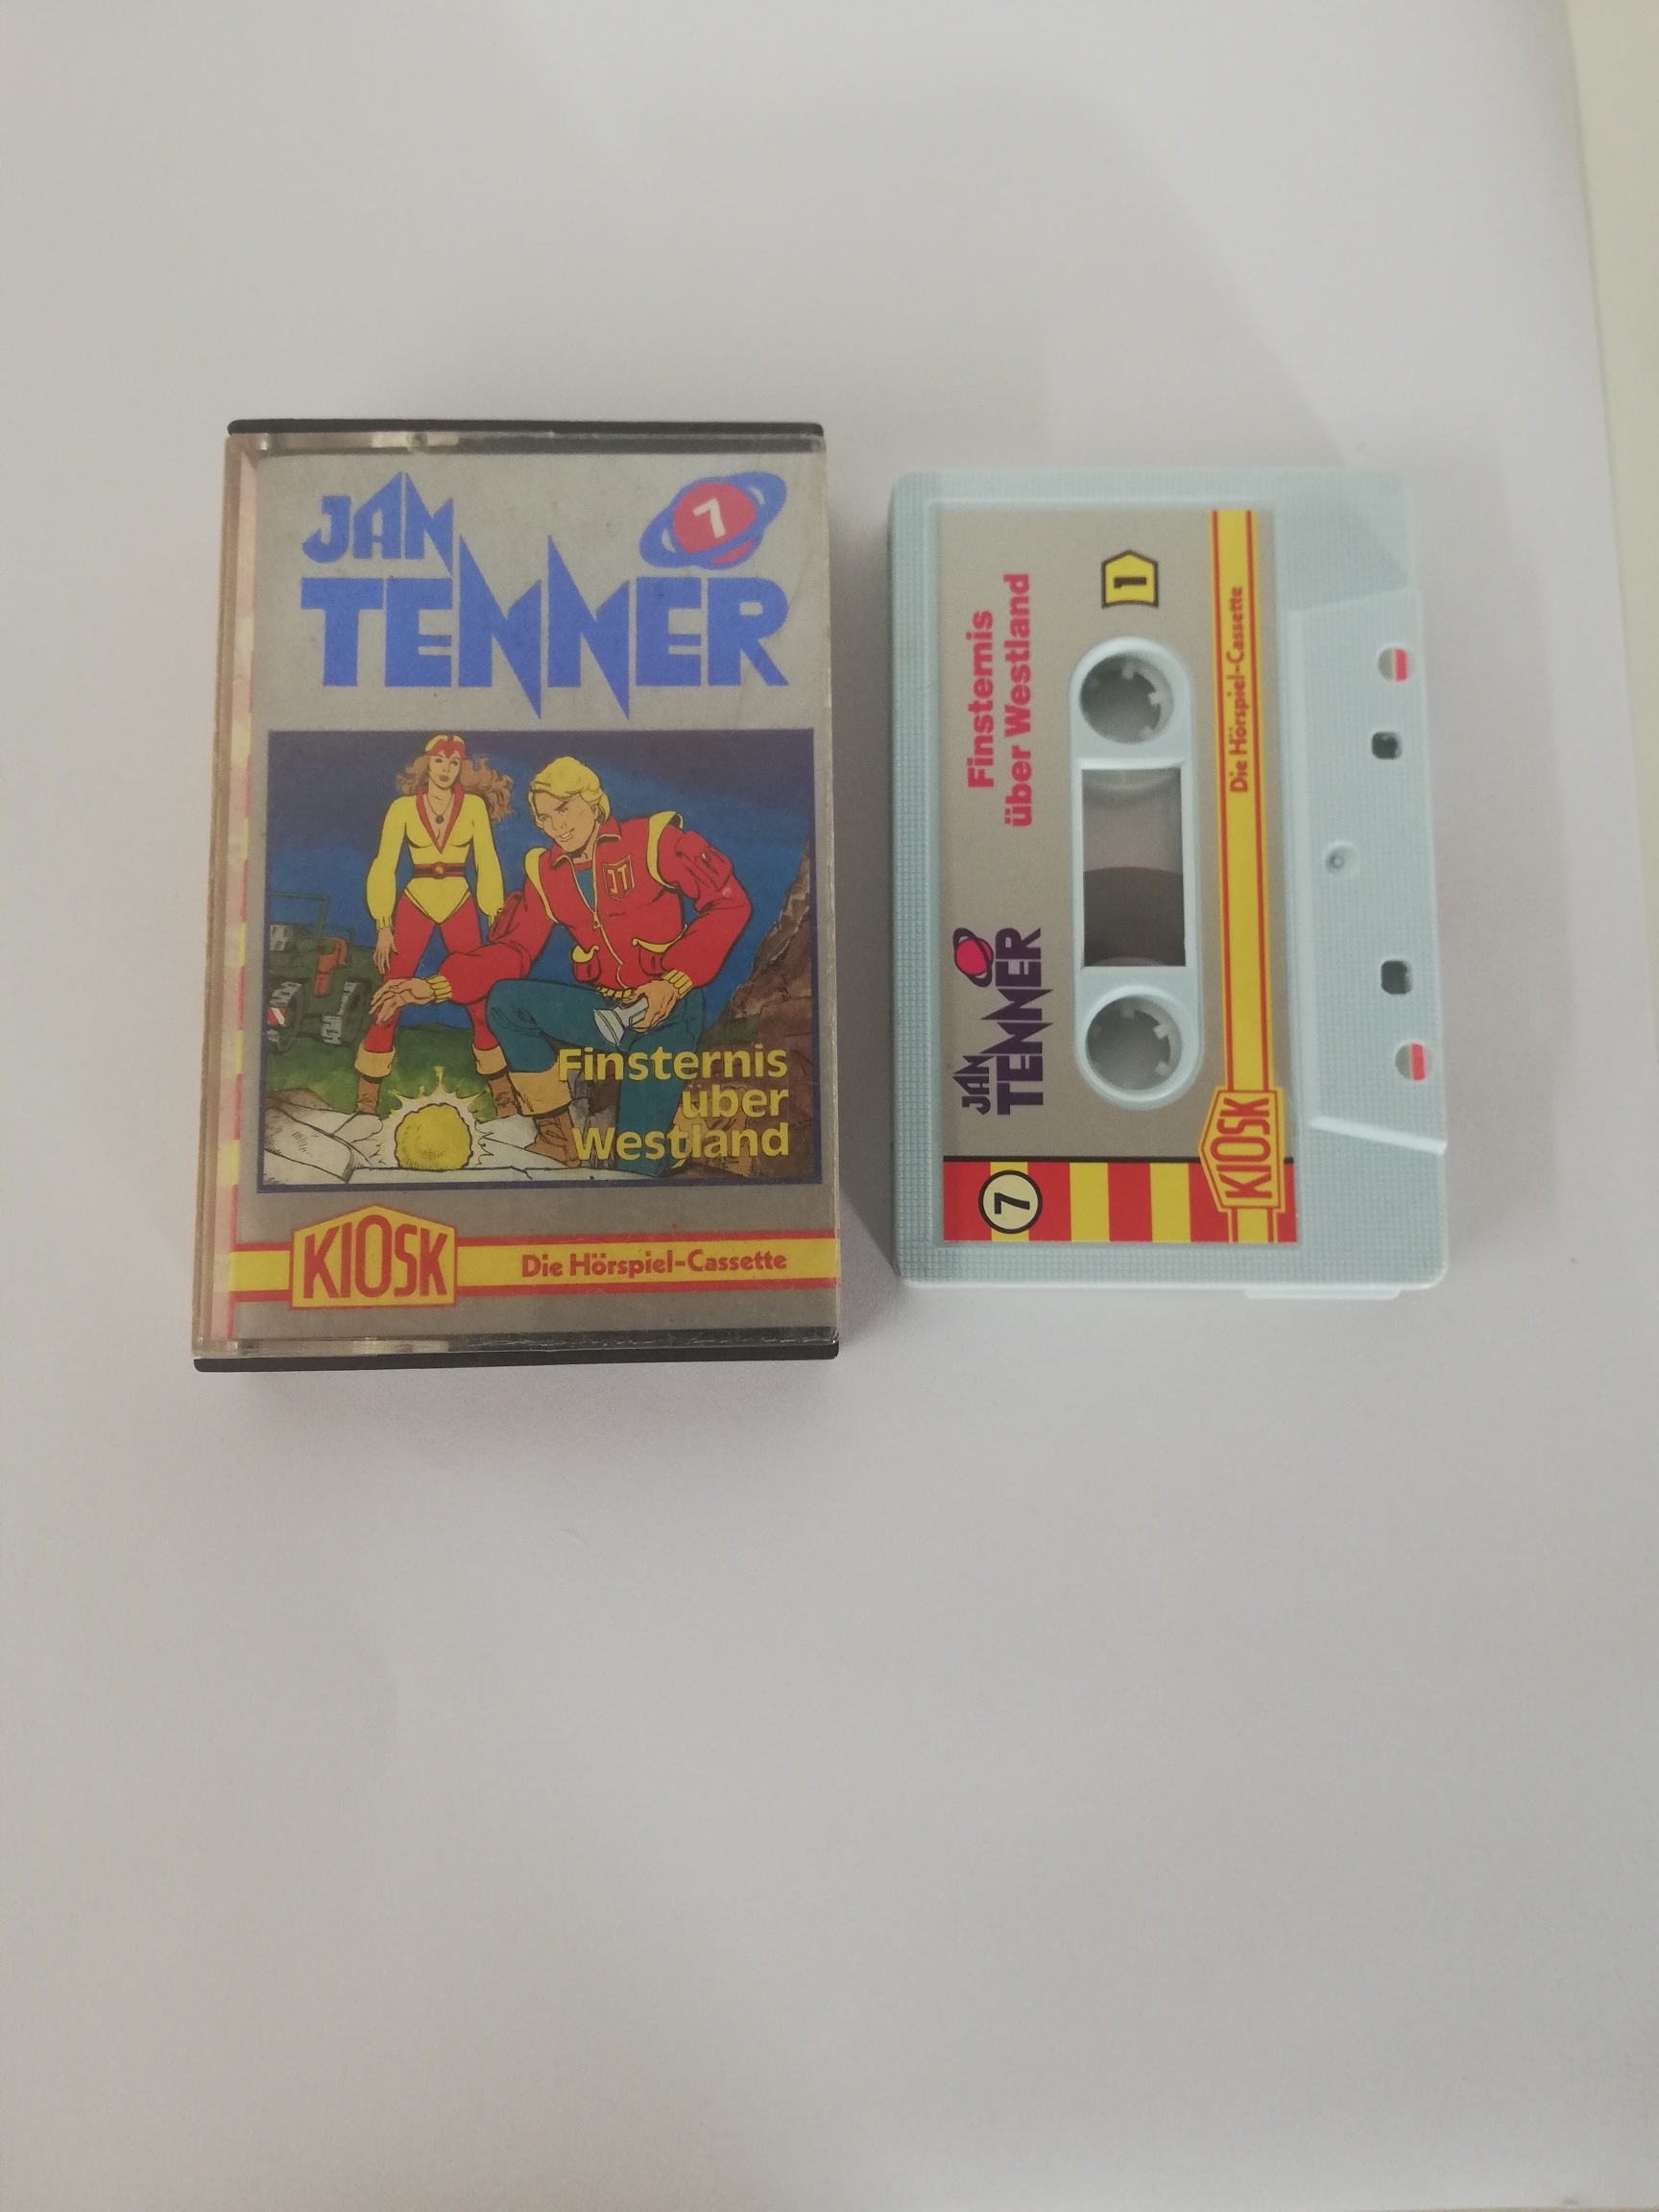 JAN
TENNER
7
JT
Finsternis
über
Westland
KIOSK
Die Hörspiel-Cassette
7
JAN
TENNER
Finsternis
über Westland
1
KIOSK
Die Hörspiel-Cassette